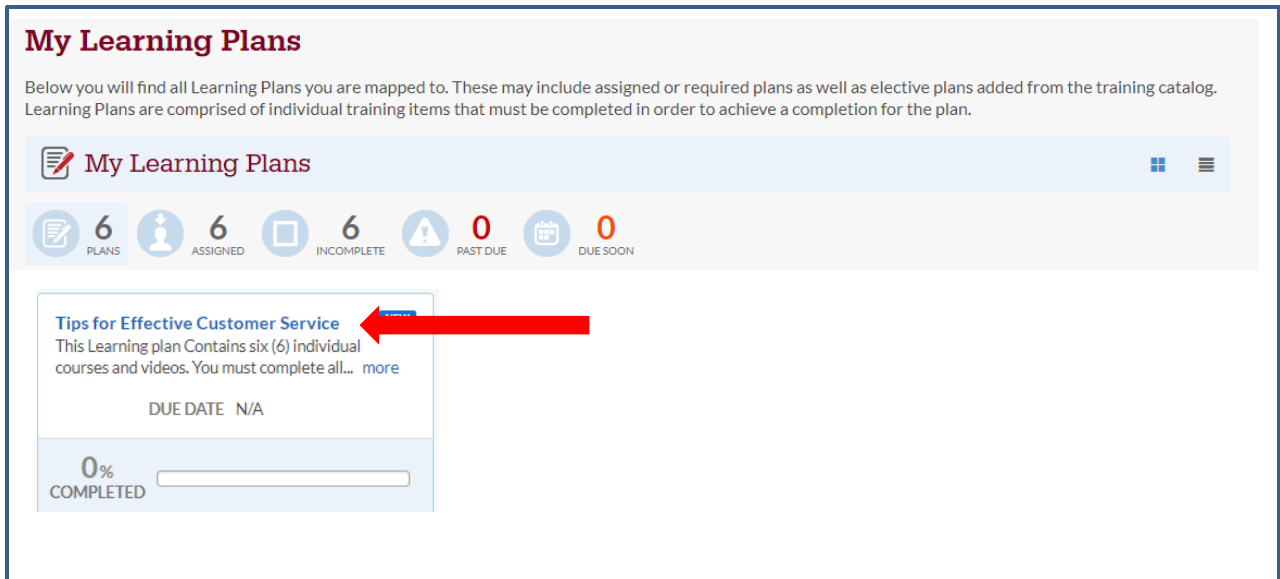 My Learning Plans
Below you will find all Learning Plans you are mapped to. These may include assigned or required plans as well as elective plans added from the training catalog.
Learning Plans are comprised of individual training items that must be completed in order to achieve a completion for the plan.
My Learning Plans
6 PLANS 6 ASSIGNED 6 INCOMPLETE 0 PAST DUE 0 DUE SOON
Tips for Effective Customer Service
This Learning plan Contains six (6) individual
courses and videos. You must complete all... more
DUE DATE N/A
0%
COMPLETED